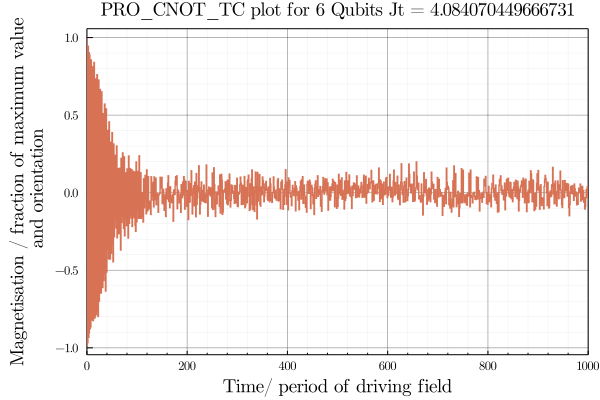 PRO_CNOT_TC plot for 6 Qubits Jt = 4.084070449666731
Magnetisation / fraction of maximum value
and orientation
1.0
0.5
0.0
−0.5
−1.0
0 200 400 600 800 1000
Time/ period of driving field